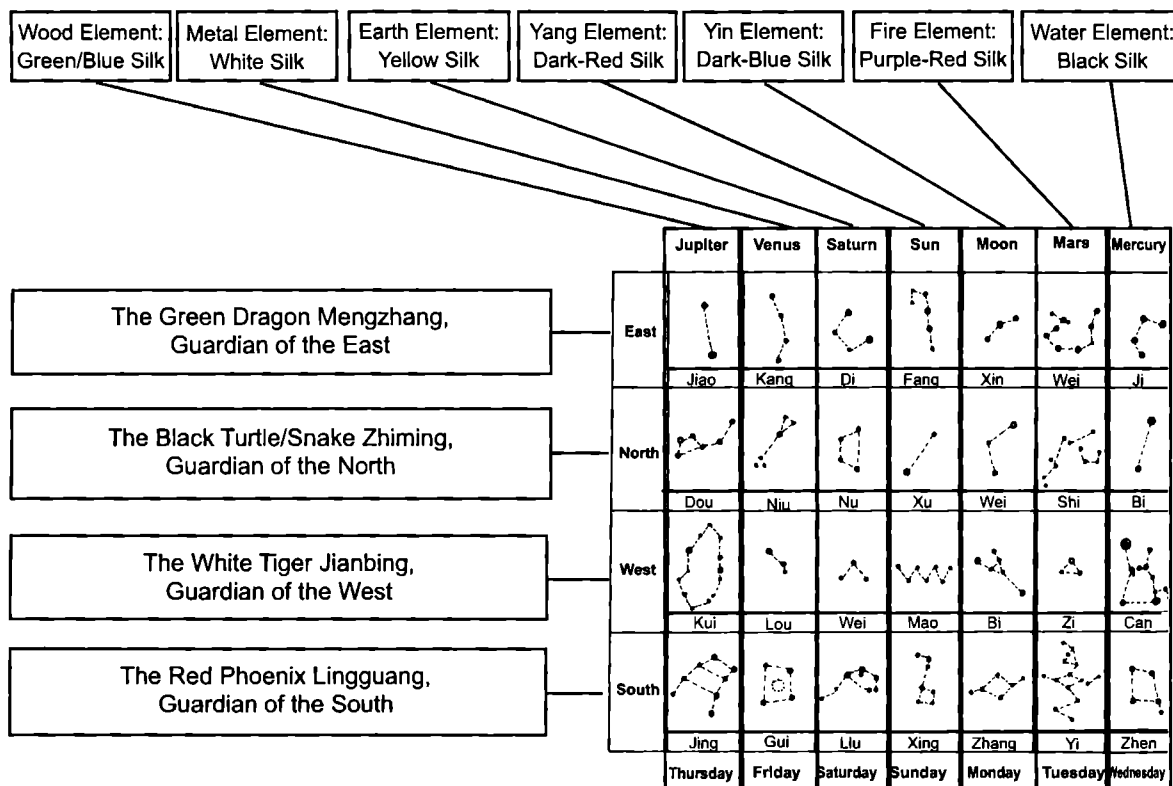 Wood Element:
Green/Blue Silk
Metal Element:
White Silk
Earth Element:
Yellow Silk
Yang Element:
Dark-Red Silk
Yin Element:
Dark-Blue Silk
Fire Element:
Purple-Red Silk
Water Element:
Black Silk
Jupiter Venus Saturn Sun Moon Mars Mercury
The Green Dragon Mengzhang,
Guardian of the East
East
Jiao Kang Di Fang Xin Wei Ji
The Black Turtle/Snake Zhiming,
Guardian of the North
North
Dou Niu Nu Xu Wei Shi Bi
The White Tiger Jianbing,
Guardian of the West
West
Kui Lou Wei Mao Bi Zi Can
The Red Phoenix Lingguang,
Guardian of the South
South
Jing Gui Liu Xing Zhang Yi Zhen
Thursday Friday Saturday Sunday Monday Tuesday Wednesday